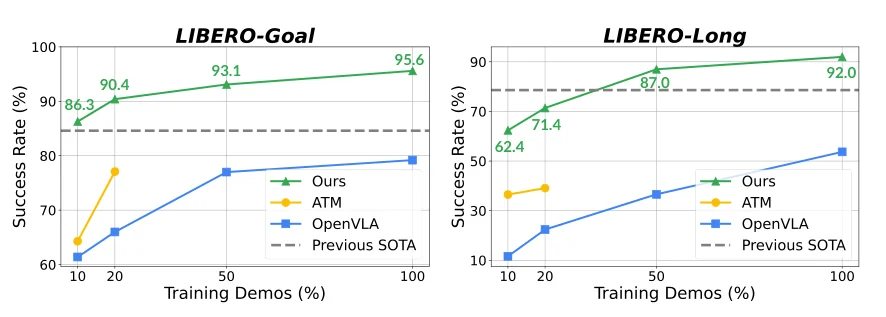 LIBERO-Goal
100
90
80
70
60
Success Rate (%)
86.3
90.4
93.1
95.6
Ours
ATM
OpenVLA
Previous SOTA
10
20
50
100
Training Demos (%)
LIBERO-Long
90
70
50
30
10
Success Rate (%)
62.4
71.4
87.0
92.0
Ours
ATM
OpenVLA
Previous SOTA
10
20
50
100
Training Demos (%)